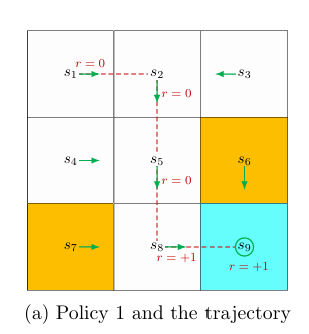 r = 0
s₁ s₂ s₃
r = 0
s₄ s₅ s₆
r = 0
s₇ s₈ s₉
r = +1
r = +1
(a) Policy 1 and the trajectory